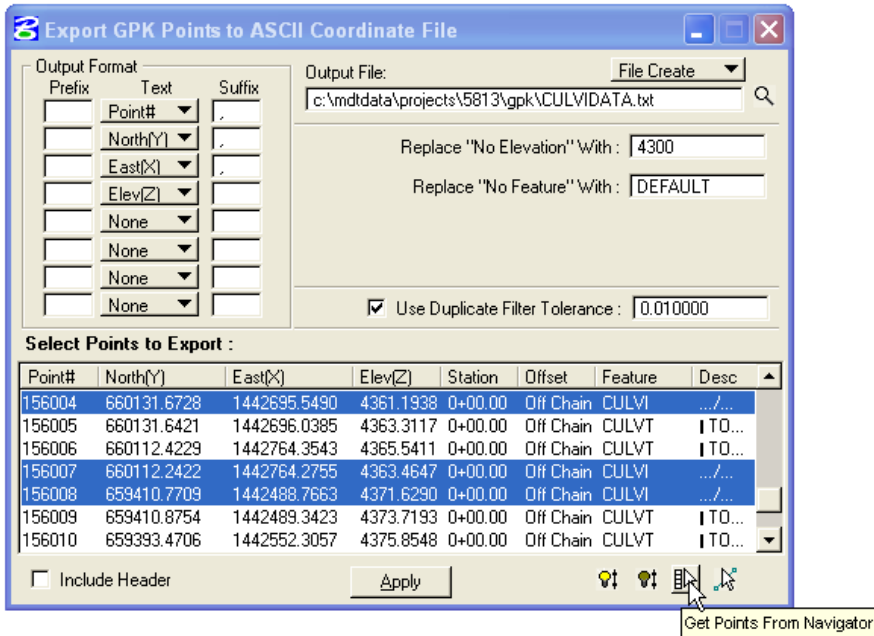 Export GPK Points to ASCII Coordinate File
Output Format
Prefix Text Suffix
Point# ,
North(Y) ,
East(X) ,
Elev(Z)
None
None
None
None
Output File: File Create
c:\mdtdata\projects\5813\gpk\CULVIDATA.txt
Replace "No Elevation" With : 4300
Replace "No Feature" With : DEFAULT
Use Duplicate Filter Tolerance : 0.010000
Select Points to Export :
Point# North(Y) East(X) Elev(Z) Station Offset Feature Desc
156004 660131.6728 1442695.5490 4361.1938 0+00.00 Off Chain CULVI .../...
156005 660131.6421 1442696.0385 4363.3117 0+00.00 Off Chain CULVT ▌TO...
156006 660112.4229 1442764.3543 4365.5411 0+00.00 Off Chain CULVT ▌TO...
156007 660112.2422 1442764.2755 4363.4647 0+00.00 Off Chain CULVI .../...
156008 659410.7709 1442488.7663 4371.6290 0+00.00 Off Chain CULVI .../...
156009 659410.8754 1442489.3423 4373.7193 0+00.00 Off Chain CULVT ▌TO...
156010 659393.4706 1442552.3057 4375.8548 0+00.00 Off Chain CULVT ▌TO...
Include Header Apply
Get Points From Navigator